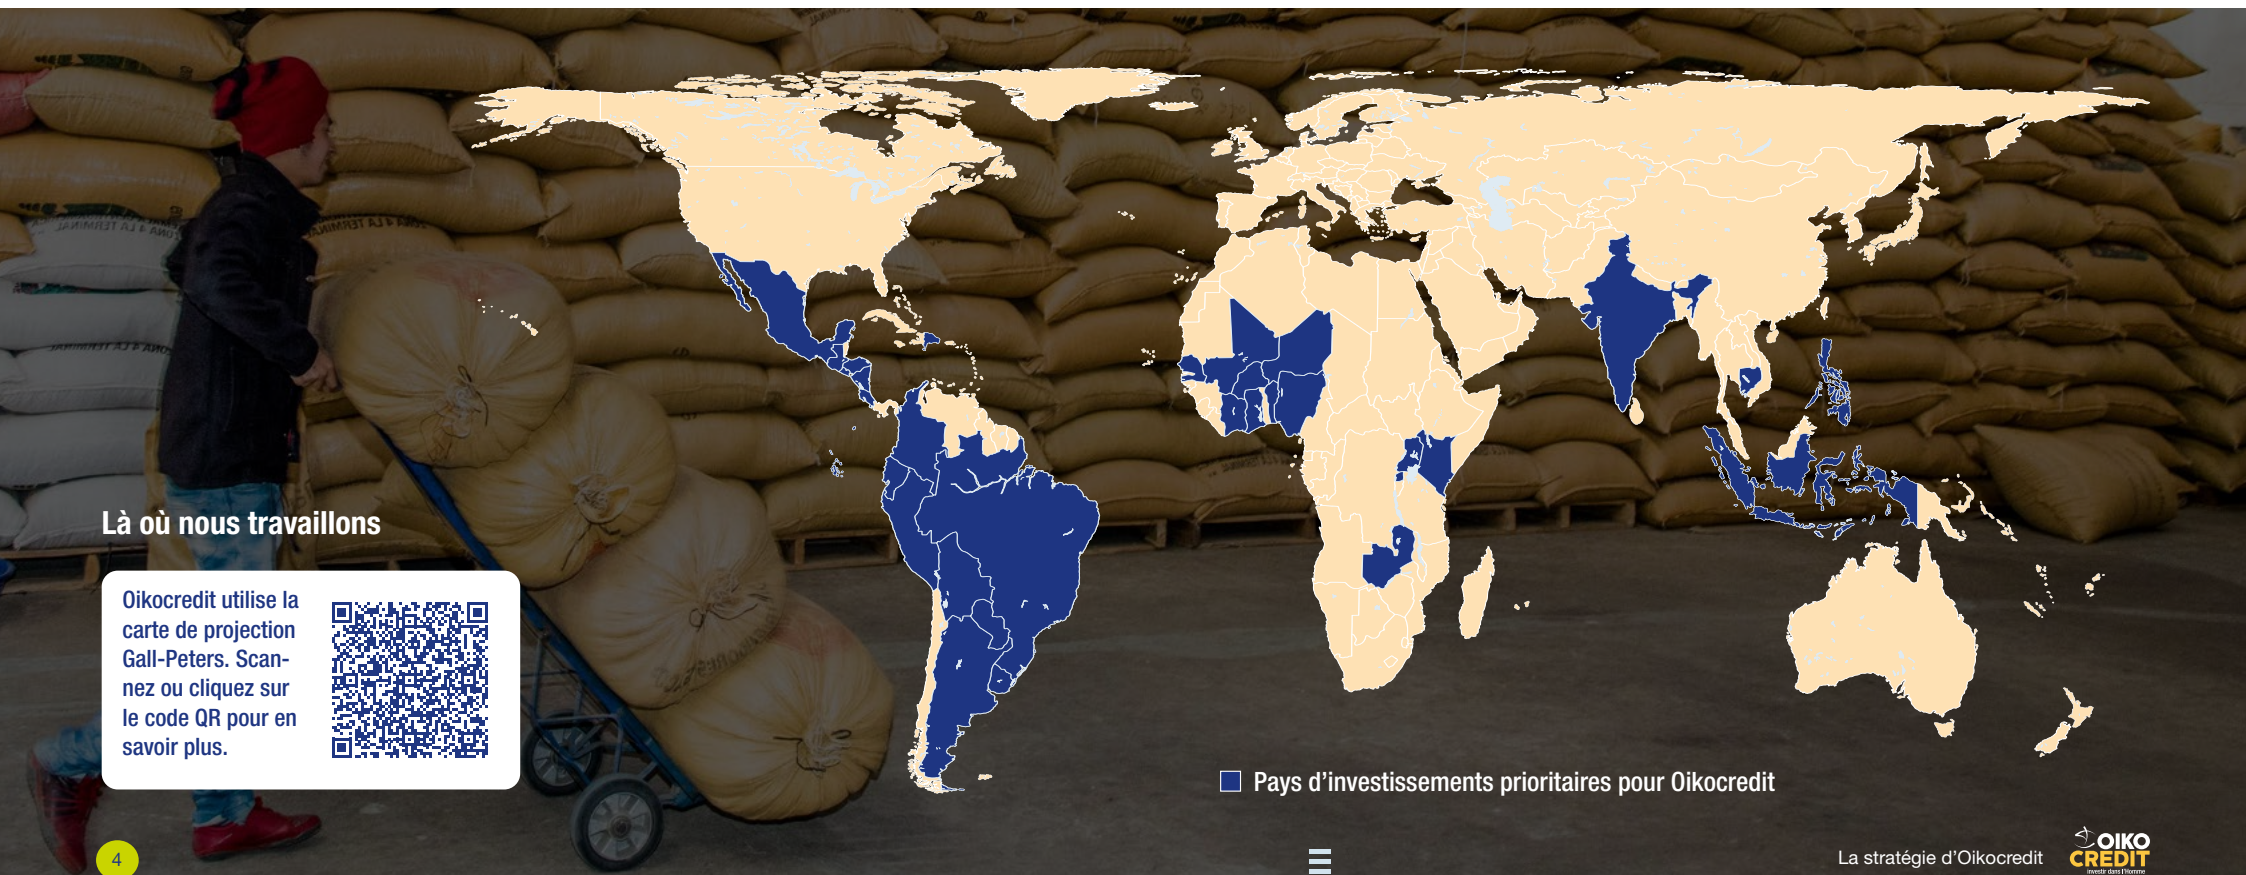 Là où nous travaillons
Oikocredit utilise la
carte de projection
Gall-Peters. Scan-
nez ou cliquez sur
le code QR pour en
savoir plus.
Pays d’investissements prioritaires pour Oikocredit
4
La stratégie d’Oikocredit
OIKO
CREDIT
investir dans l'Homme